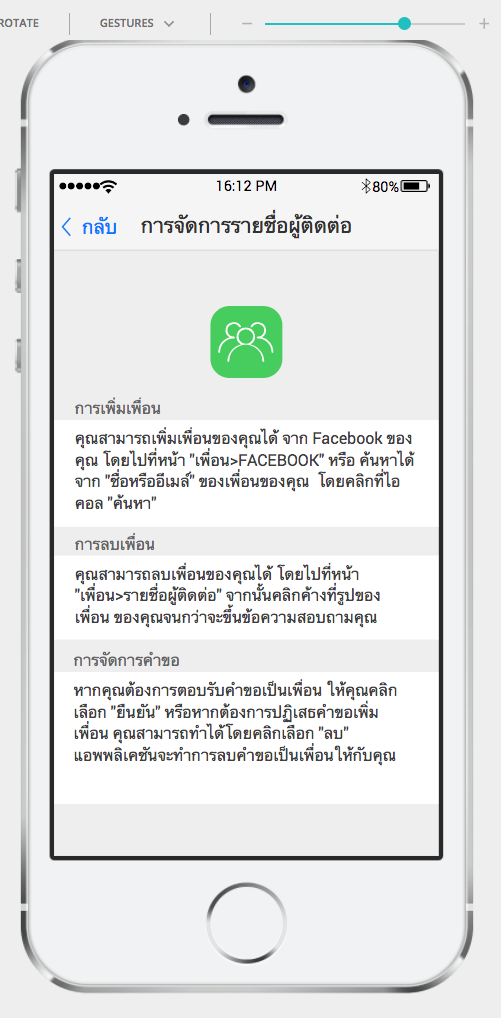 ROTATE
GESTURES
16:12 PM
80%
กลับ
การจัดการรายชื่อผู้ติดต่อ
การเพิ่มเพื่อน
คุณสามารถเพิ่มเพื่อนของคุณได้ จาก Facebook ของ
คุณ โดยไปที่หน้า "เพื่อน>FACEBOOK" หรือ ค้นหาได้
จาก "ชื่อหรืออีเมล์" ของเพื่อนของคุณ โดยคลิกที่ไอ
คอล "ค้นหา"
การลบเพื่อน
คุณสามารถลบเพื่อนของคุณได้ โดยไปที่หน้า
"เพื่อน>รายชื่อผู้ติดต่อ" จากนั้นคลิกค้างที่รูปของ
เพื่อน ของคุณจนกว่าจะขึ้นข้อความสอบถามคุณ
การจัดการคำขอ
หากคุณต้องการตอบรับคำขอเป็นเพื่อน ให้คุณคลิก
เลือก "ยืนยัน" หรือหากต้องการปฏิเสธคำขอเพิ่ม
เพื่อน คุณสามารถทำได้โดยคลิกเลือก "ลบ"
แอพพลิเคชันจะทำการลบคำขอเป็นเพื่อนให้กับคุณ